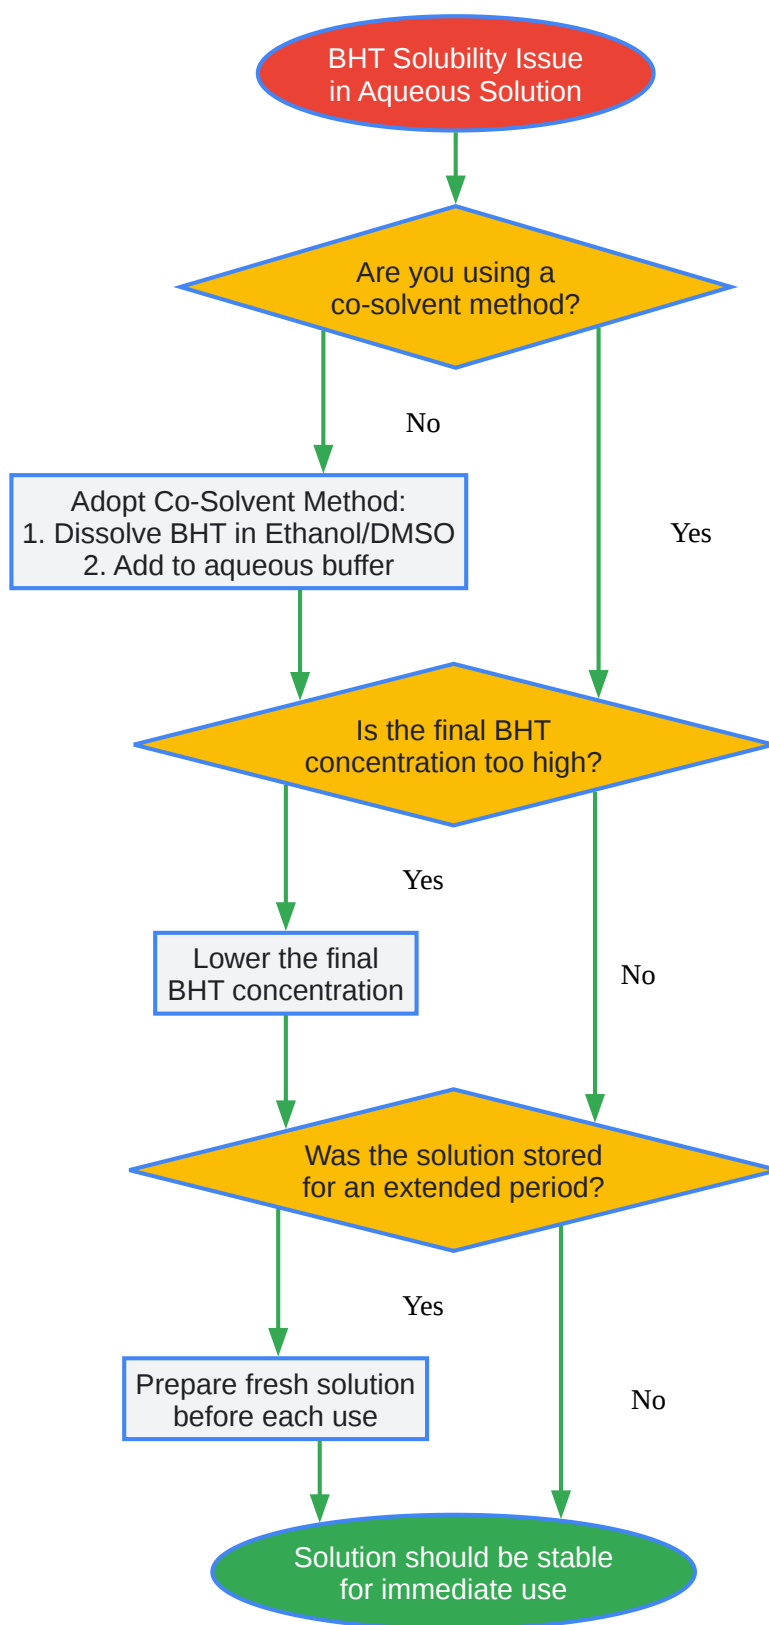 BHT Solubility Issue
in Aqueous Solution
Are you using a
co-solvent method?
No
Adopt Co-Solvent Method:
1. Dissolve BHT in Ethanol/DMSO
2. Add to aqueous buffer
Yes
Is the final BHT
concentration too high?
Yes
Lower the final
BHT concentration
No
Was the solution stored
for an extended period?
Yes
Prepare fresh solution
before each use
No
Solution should be stable
for immediate use